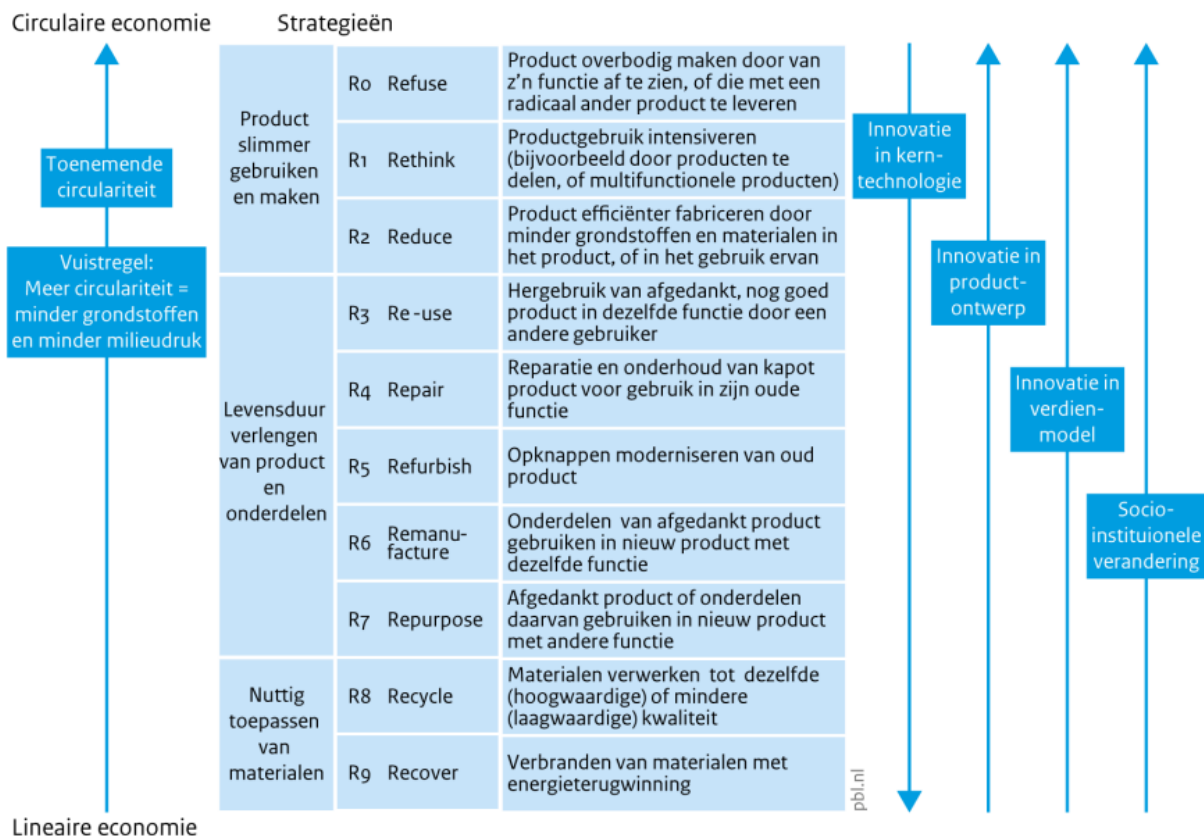 Circulaire economie
Strategieën
Toenemende
circulariteit
Vuistregel:
Meer circulariteit =
minder grondstoffen
en minder milieudruk
Lineaire economie
Product
slimmer
gebruiken
en maken
R0 Refuse
Product overbodig maken door van
z'n functie af te zien, of die met een
radicaal ander product te leveren
R1 Rethink
Productgebruik intensiveren
(bijvoorbeeld door producten te
delen, of multifunctionele producten)
R2 Reduce
Product efficiënter fabriceren door
minder grondstoffen en materialen in
het product, of in het gebruik ervan
Levensduur
verlengen
van product
en
onderdelen
R3 Re-use
Hergebruik van afgedankt, nog goed
product in dezelfde functie door een
andere gebruiker
R4 Repair
Reparatie en onderhoud van kapot
product voor gebruik in zijn oude
functie
R5 Refurbish
Opknappen moderniseren van oud
product
R6 Remanu-
facture
Onderdelen van afgedankt product
gebruiken in nieuw product met
dezelfde functie
R7 Repurpose
Afgedankt product of onderdelen
daarvan gebruiken in nieuw product
met andere functie
Nuttig
toepassen
van
materialen
R8 Recycle
Materialen verwerken tot dezelfde
(hoogwaardige) of mindere
(laagwaardige) kwaliteit
R9 Recover
Verbranden van materialen met
energieterugwinning
pbl.nl
Innovatie
in kern-
technologie
Innovatie in
product-
ontwerp
Innovatie in
verdien-
model
Socio-
instituionele
verandering